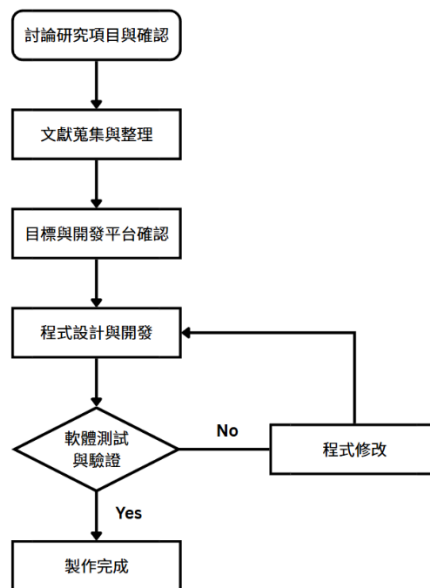 討論研究項目與確認
文獻蒐集與整理
目標與開發平台確認
程式設計與開發
軟體測試
與驗證
No
程式修改
Yes
製作完成